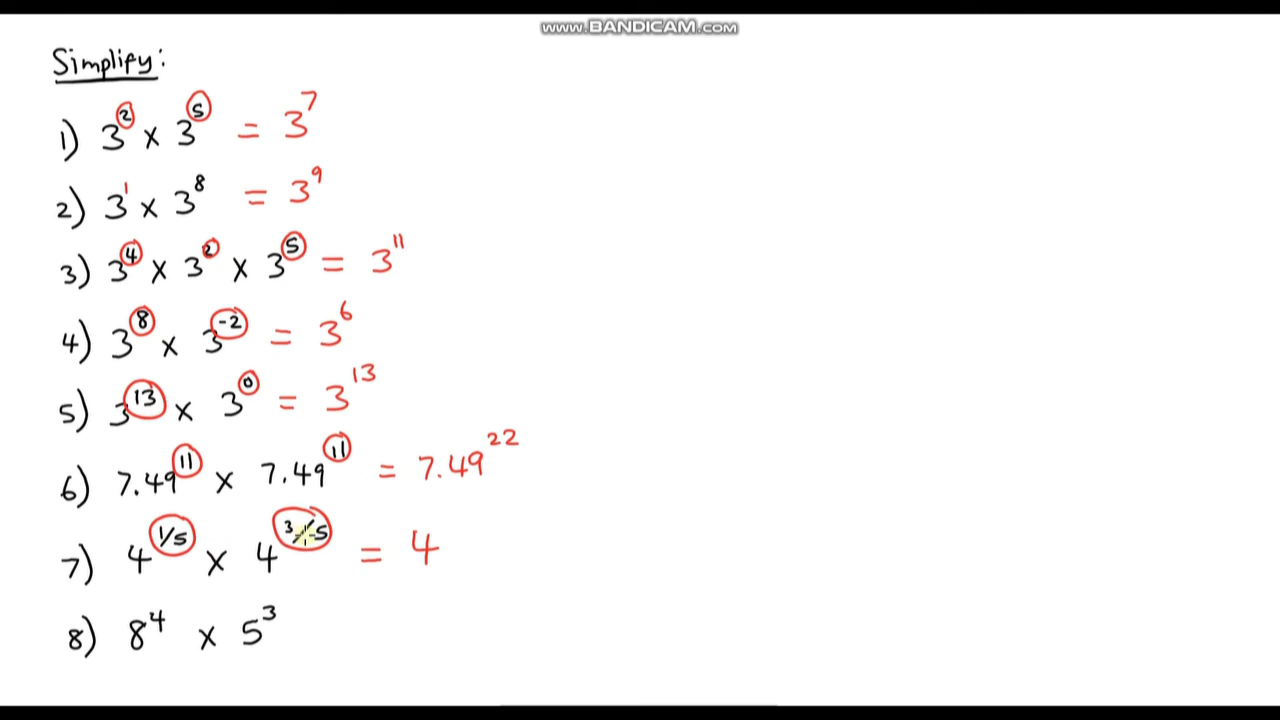 www.BANDICAM.com
Simplify:
1) 3² × 3⁵ = 3⁷
2) 3¹ × 3⁸ = 3⁹
3) 3⁴ × 3² × 3⁵ = 3¹¹
4) 3⁸ × 3⁻² = 3⁶
5) 3¹³ × 3⁰ = 3¹³
6) 7.49¹¹ × 7.49¹¹ = 7.49²²
7) 4^(1/5) × 4^(3/5) = 4
8) 8⁴ × 5³